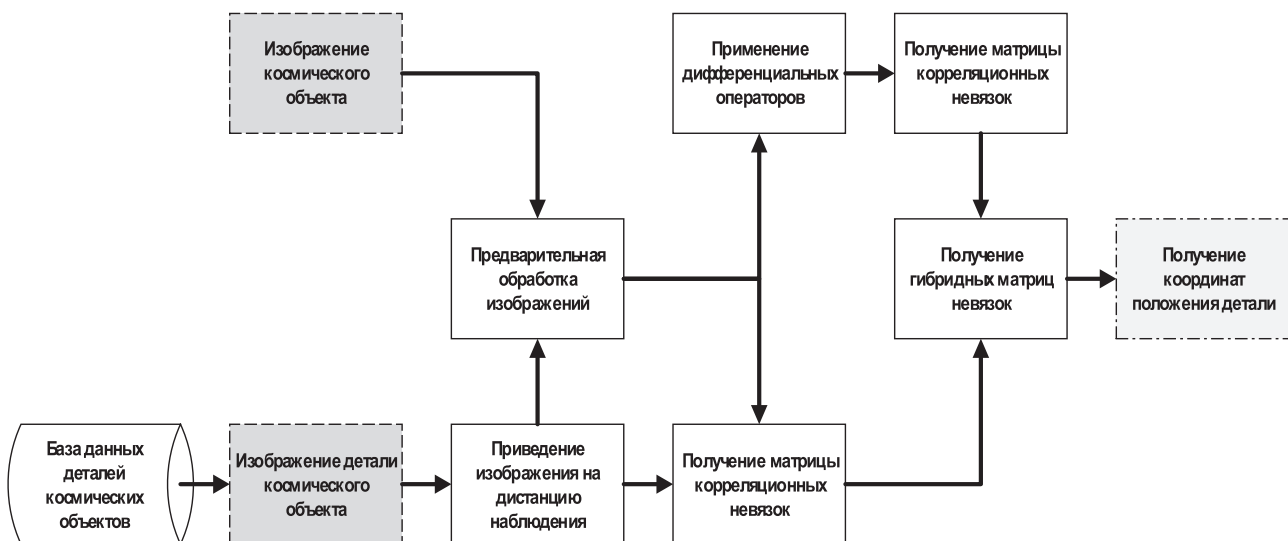 Изображение
космического
объекта
Применение
дифференциальных
операторов
Получение матрицы
корреляционных
невязок
Предварительная
обработка
изображений
Получение
гибридных матриц
невязок
Получение
координат
положения детали
База данных
деталей
космических
объектов
Изображение детали
космического
объекта
Приведение
изображения на
дистанцию
наблюдения
Получение матрицы
корреляционных
невязок